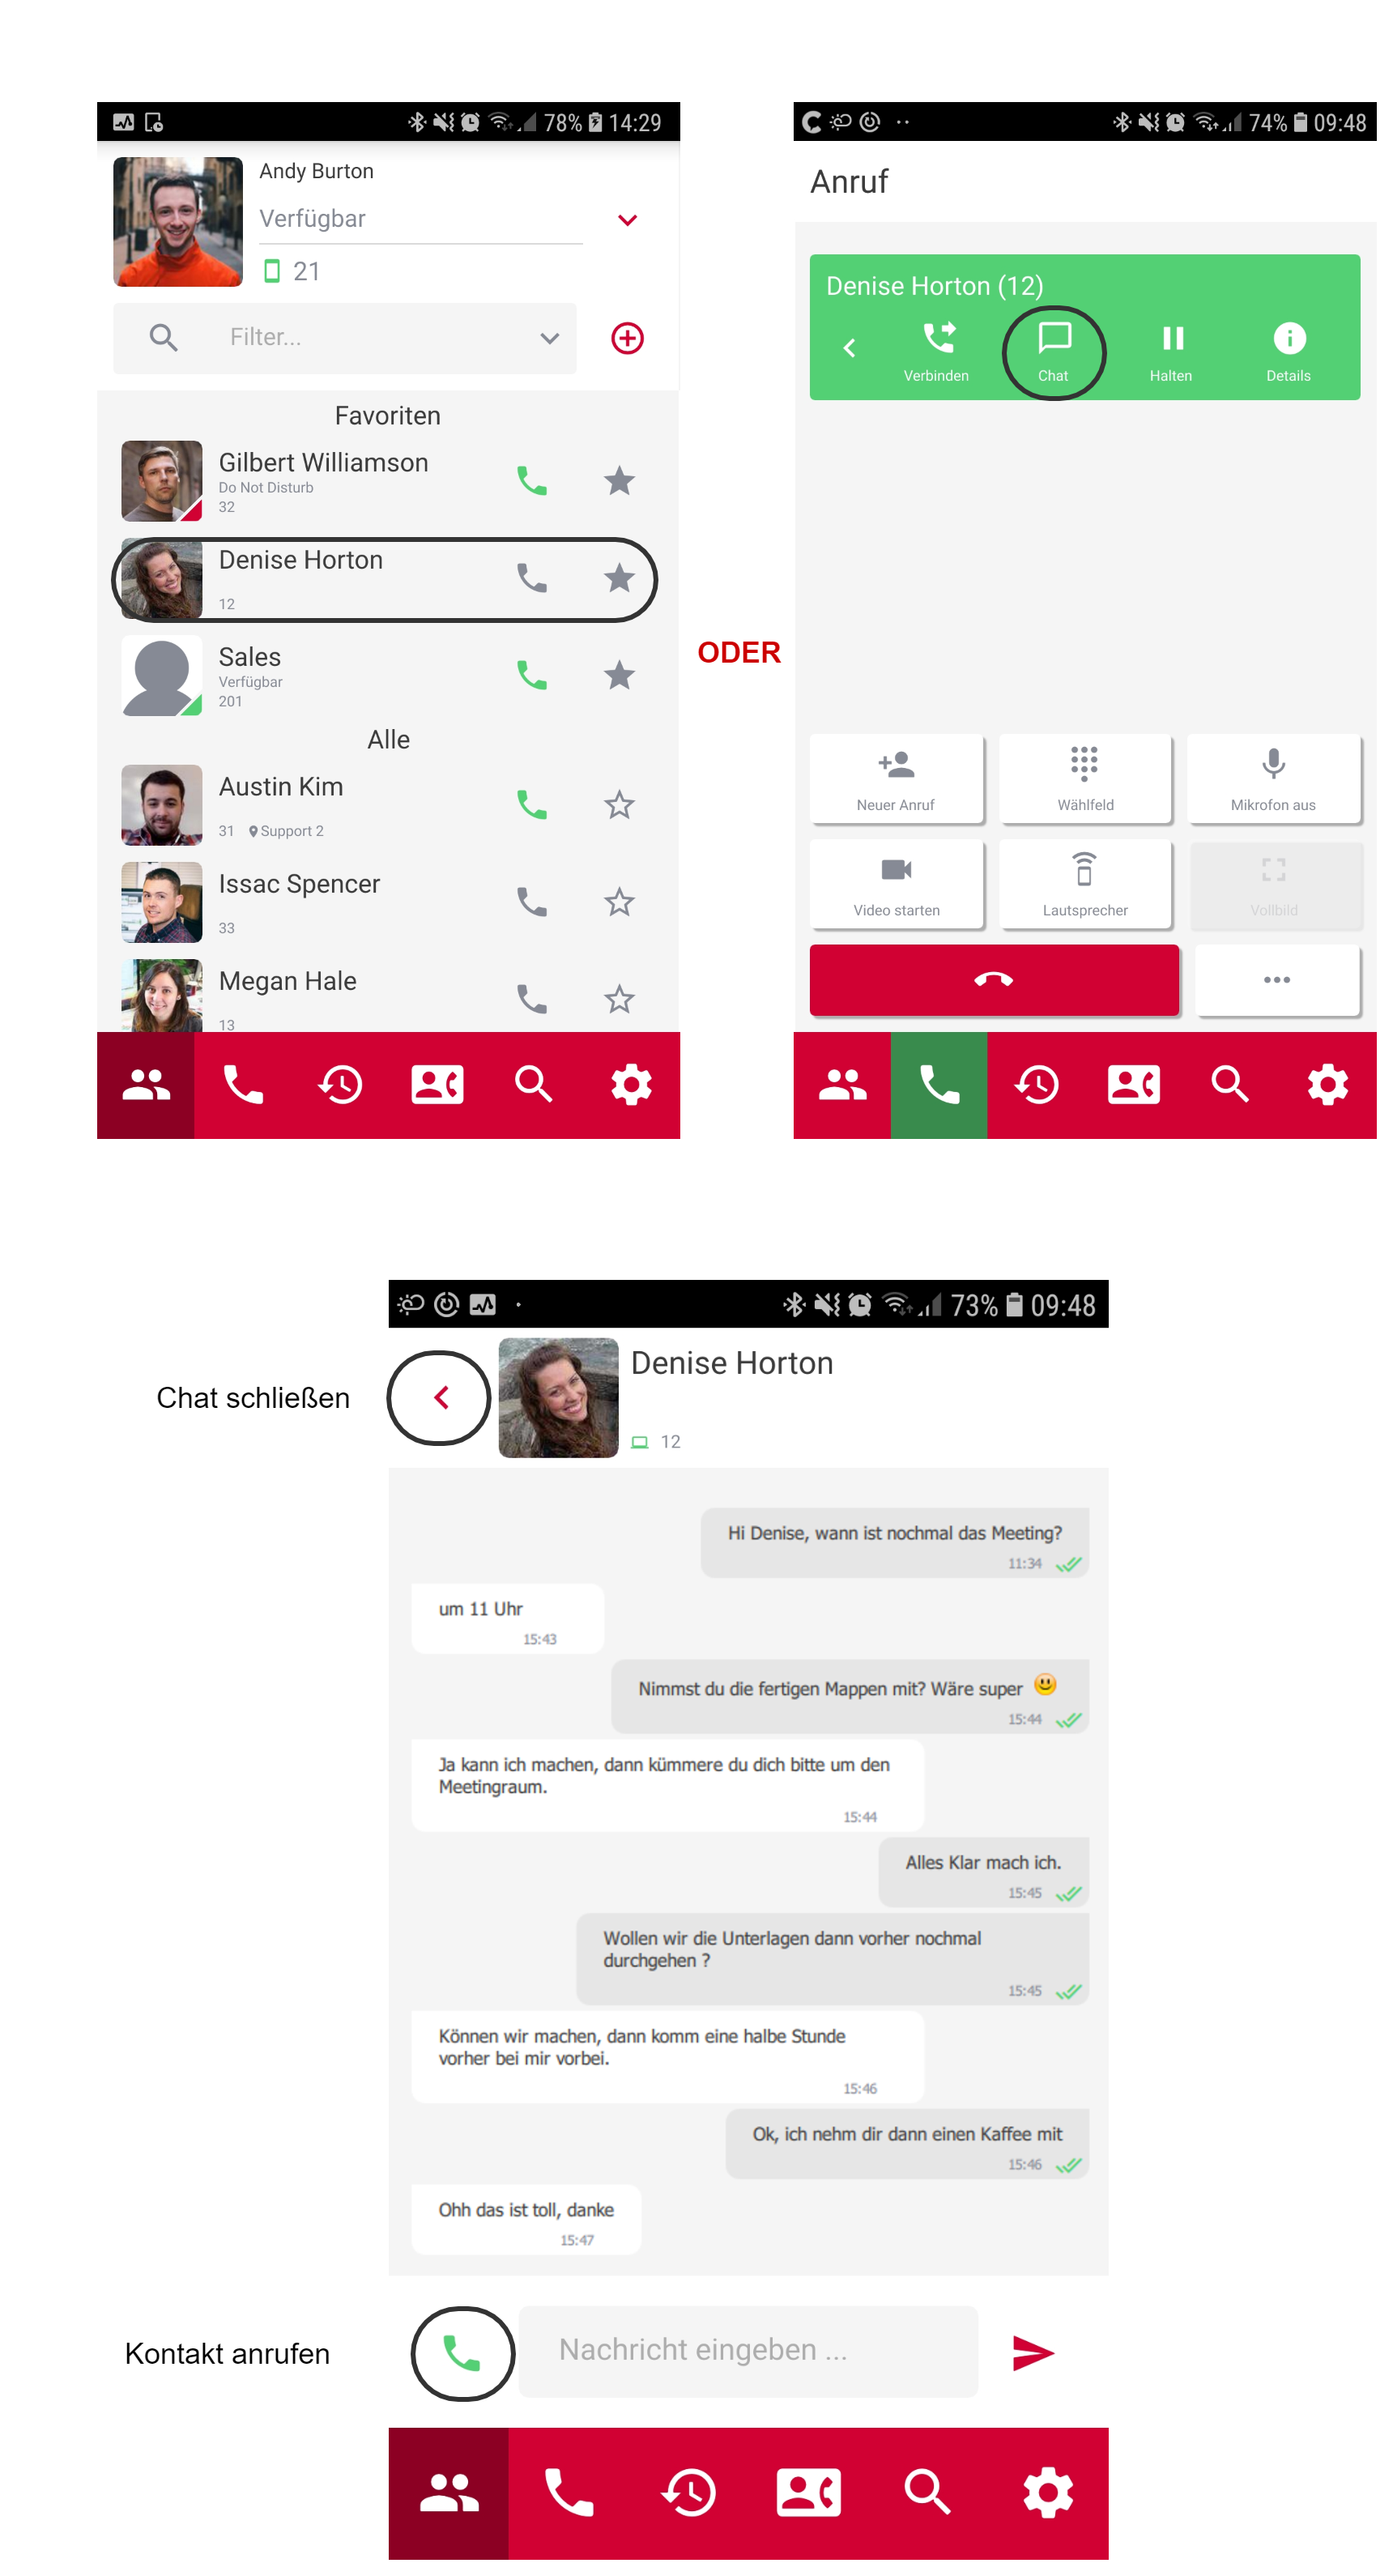 78% 14:29
Andy Burton
Verfügbar
21
Filter...
Favoriten
Gilbert Williamson
Do Not Disturb
32
Denise Horton
12
Sales
Verfügbar
201
Alle
Austin Kim
31 Support 2
Issac Spencer
33
Megan Hale
13
ODER
74% 09:48
Anruf
Denise Horton (12)
Verbinden Chat Halten Details
Neuer Anruf Wählfeld Mikrofon aus
Video starten Lautsprecher Vollbild
73% 09:48
Chat schließen
Denise Horton
12
Hi Denise, wann ist nochmal das Meeting?
11:34
um 11 Uhr
15:43
Nimmst du die fertigen Mappen mit? Wäre super 😃
15:44
Ja kann ich machen, dann kümmere du dich bitte um den
Meetingraum.
15:44
Alles Klar mach ich.
15:45
Wollen wir die Unterlagen dann vorher nochmal
durchgehen ?
15:45
Können wir machen, dann komm eine halbe Stunde
vorher bei mir vorbei.
15:46
Ok, ich nehm dir dann einen Kaffee mit
15:46
Ohh das ist toll, danke
15:47
Kontakt anrufen
Nachricht eingeben ...